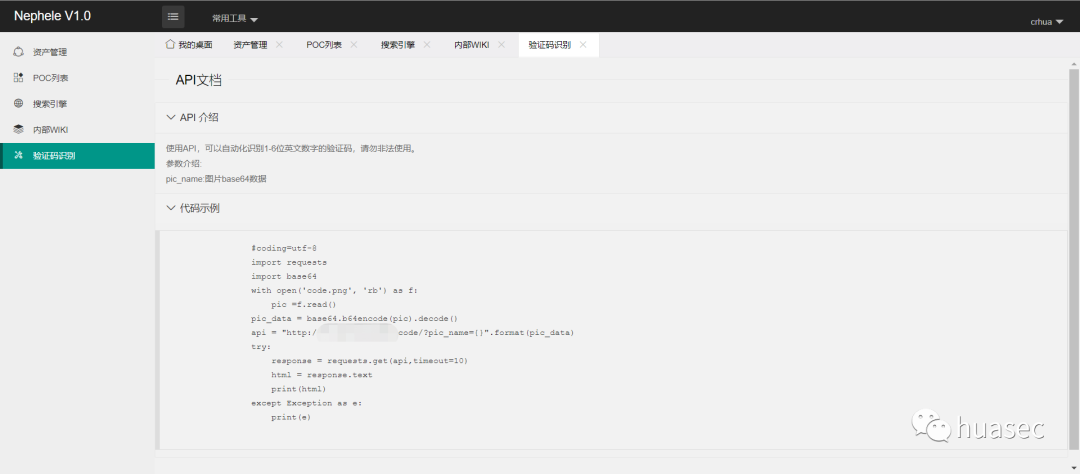 Nephele V1.0
常用工具
crhua
我的桌面 资产管理 POC列表 搜索引擎 内部WIKI 验证码识别
资产管理
POC列表
搜索引擎
内部WIKI
验证码识别
API文档
API 介绍
使用API，可以自动化识别1-6位英文数字的验证码，请勿非法使用。
参数介绍:
pic_name:图片base64数据
代码示例
#coding=utf-8
import requests
import base64
with open('code.png', 'rb') as f:
    pic =f.read()
pic_data = base64.b64encode(pic).decode()
api = "http:/code/?pic_name={}".format(pic_data)
try:
    response = requests.get(api,timeout=10)
    html = response.text
    print(html)
except Exception as e:
    print(e)
huasec